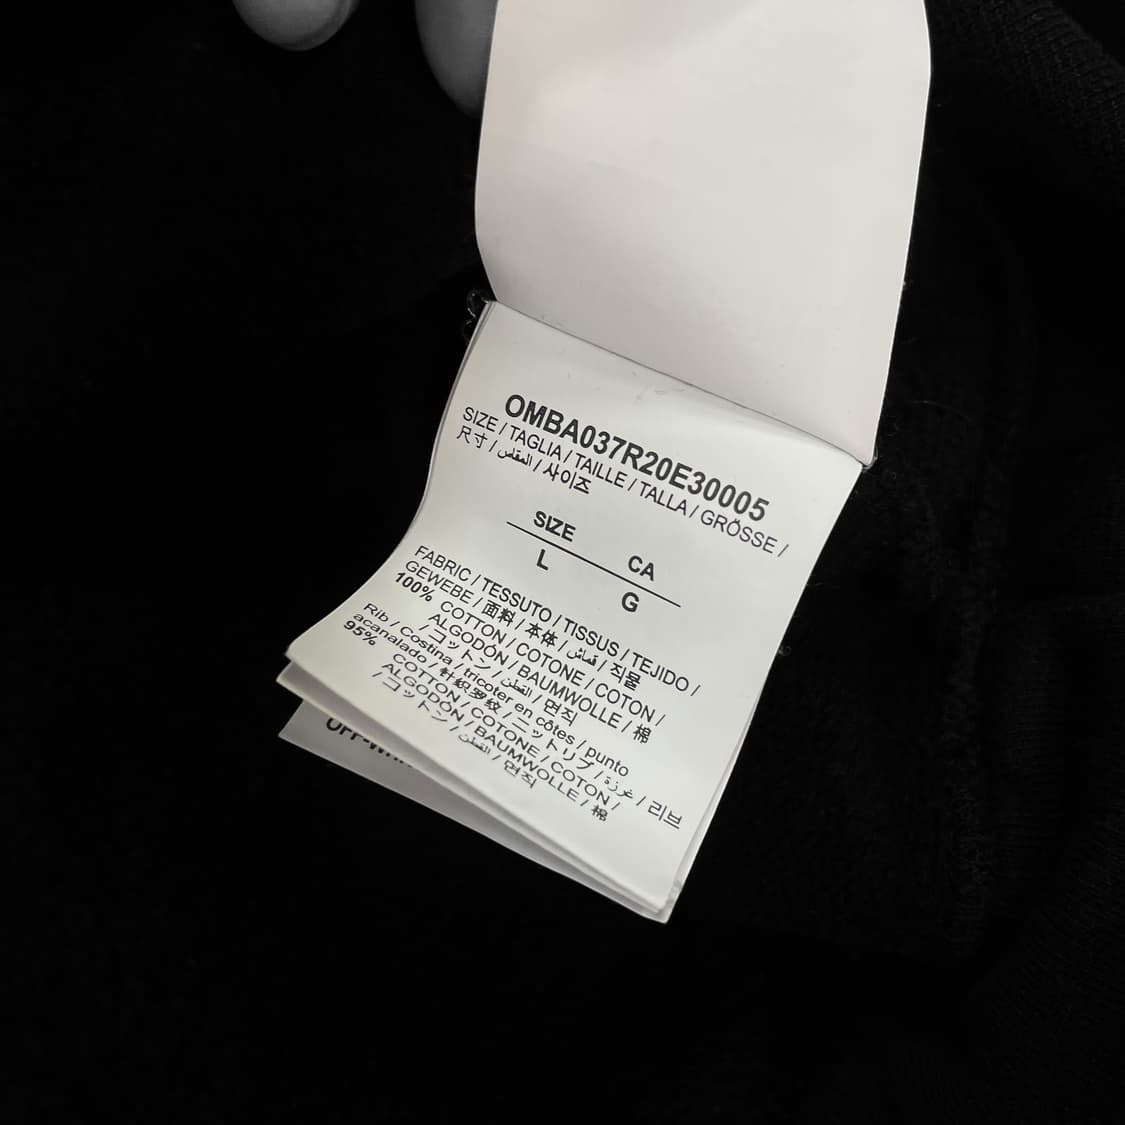 OMBA037R20E30005
SIZE / TAGLIA / TAILLE / TALLA / GRÖSSE /
尺寸 / المقاس / 사이즈
SIZE CA
L G
FABRIC / TESSUTO / TISSUS / TEJIDO /
GEWEBE / 面料 / 本体 / قماش / 직물
100% COTTON / COTONE / COTON /
ALGODÓN / BAUMWOLLE / 棉
/ コットン / القطن / 면직
Rib / Costina / tricoter en côtes / punto
acanalado / 针织罗纹 / ニットリブ / غرزة / 리브
95% COTTON / COTONE / COTON /
ALGODÓN / BAUMWOLLE / 棉
/ コットン / القطن / 면직